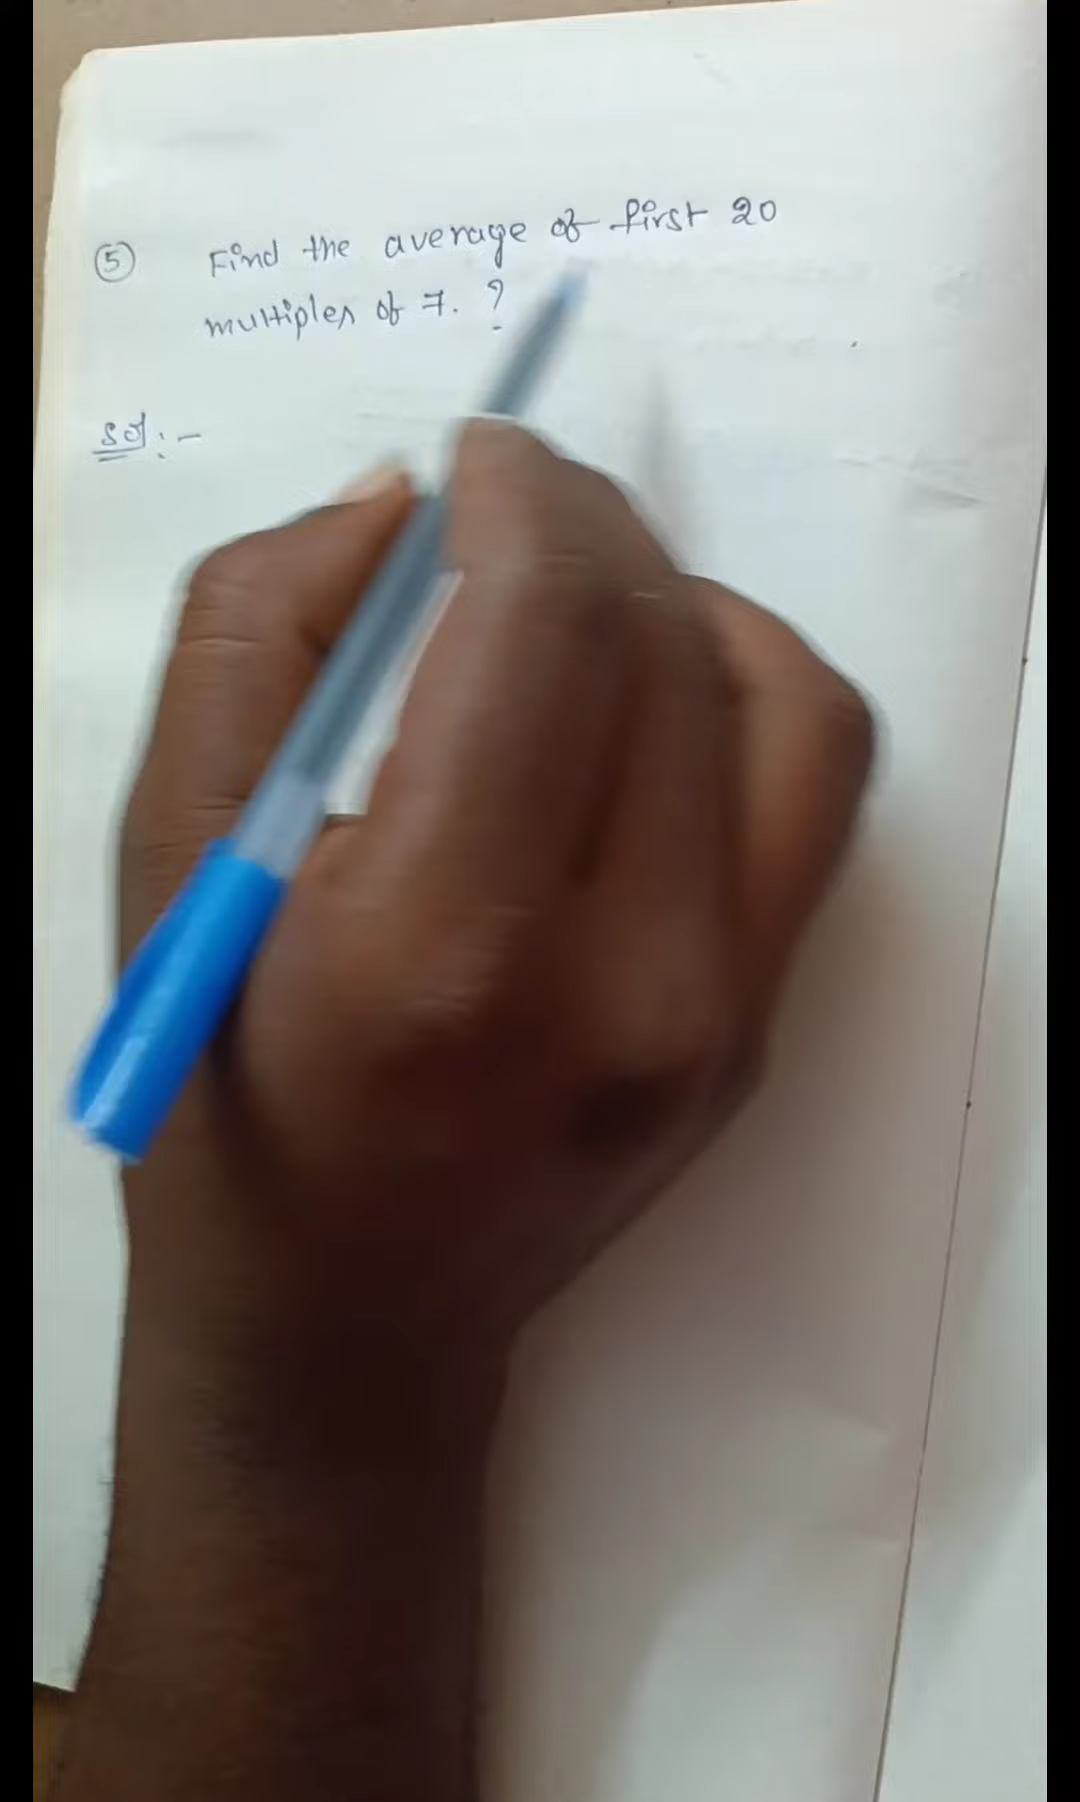 ⑤ Find the average of first 20
multiples of 7. ?
Sol :-